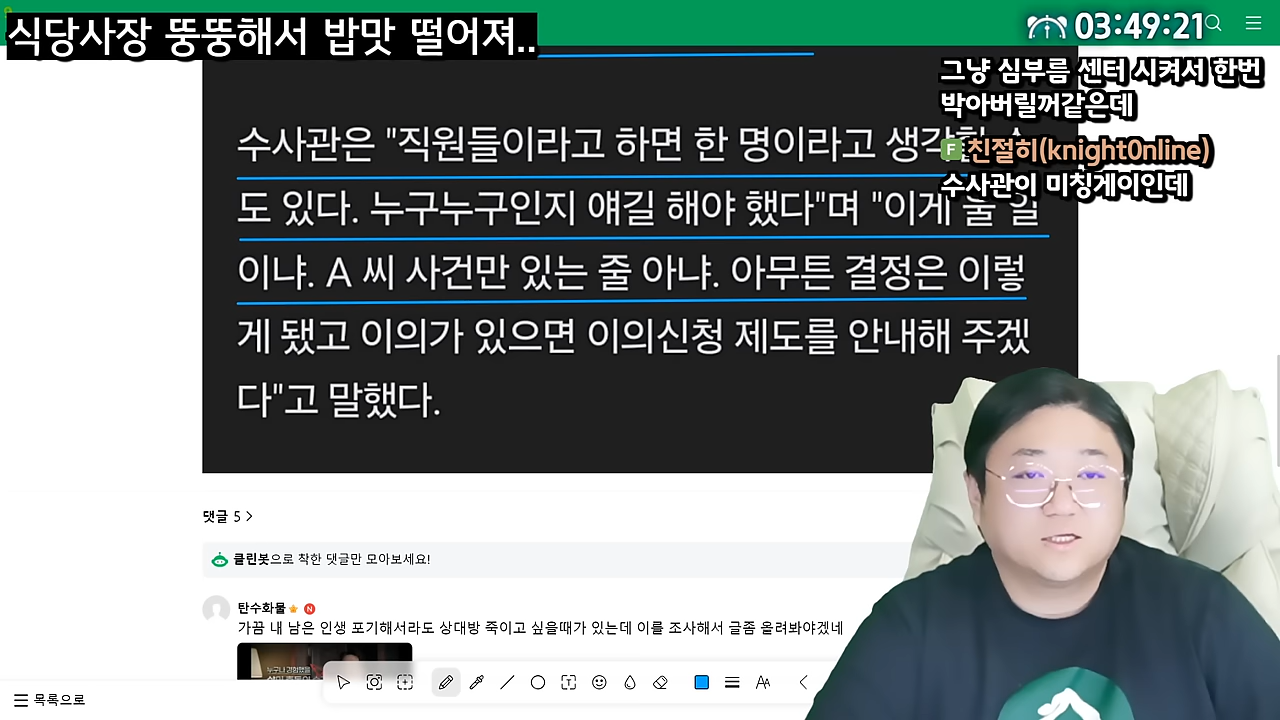 식당사장 뚱뚱해서 밥맛 떨어져..
03:49:21
그냥 심부름 센터 시켜서 한번
박아버릴꺼같은데
F 친절히(knight0nline)
수사관이 미칭게이인데
수사관은 "직원들이라고 하면 한 명이라고 생각할 수
도 있다. 누구누구인지 얘길 해야 했다"며 "이게 둘 일
이냐. A 씨 사건만 있는 줄 아냐. 아무튼 결정은 이렇
게 됐고 이의가 있으면 이의신청 제도를 안내해 주겠
다"고 말했다.
댓글 5 >
클린봇으로 착한 댓글만 모아보세요!
탄수화물 N
가끔 내 남은 인생 포기해서라도 상대방 죽이고 싶을때가 있는데 이를 조사해서 글좀 올려봐야겠네
누구나 경험했을
목록으로